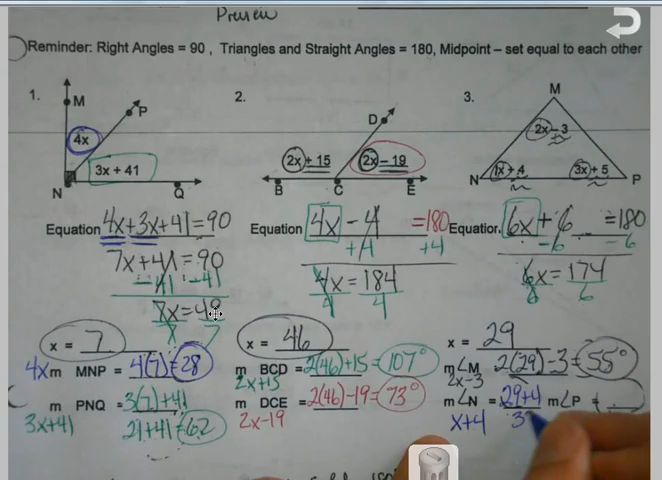 Preview
Reminder: Right Angles = 90 , Triangles and Straight Angles = 180, Midpoint – set equal to each other
1.
M
P
4x
3x + 41
N
Q
Equation 4x+3x+41=90
7x+41=90
-41 -41
7x=49
7 7
x = 7
4x m MNP = 4(7)=28
m PNQ =3(7)+41
3x+41 21+41=62
2.
D
2x + 15
2x – 19
B
C
E
Equation 4x - 4 =180
+4 +4
4x = 184
4 4
x = 46
m BCD =2(46)+15=107°
2x+15
m DCE =2(46)-19=73°
2x-19
3.
M
2x – 3
1x + 4
3x + 5
N
P
Equation. 6x+6 =180
-6 -6
6x = 174
6 6
x = 29
m∠M 2(29)-3=55°
2x-3
m∠N = 29+4 m∠P =
x+4